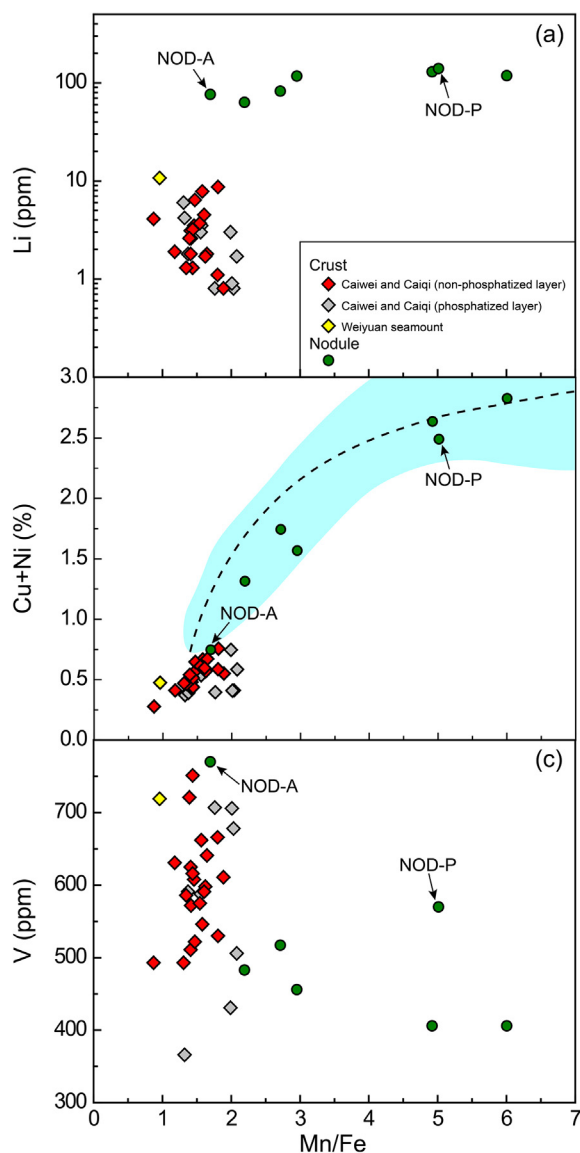 (a)
NOD-A
NOD-P
100
10
1
Li (ppm)
Crust
Caiwei and Caiqi (non-phosphatized layer)
Caiwei and Caiqi (phosphatized layer)
Weiyuan seamount
Nodule
3.0
2.5
2.0
1.5
1.0
0.5
0.0
Cu+Ni (%)
NOD-P
NOD-A
(c)
NOD-A
NOD-P
700
600
500
400
300
V (ppm)
0 1 2 3 4 5 6 7
Mn/Fe